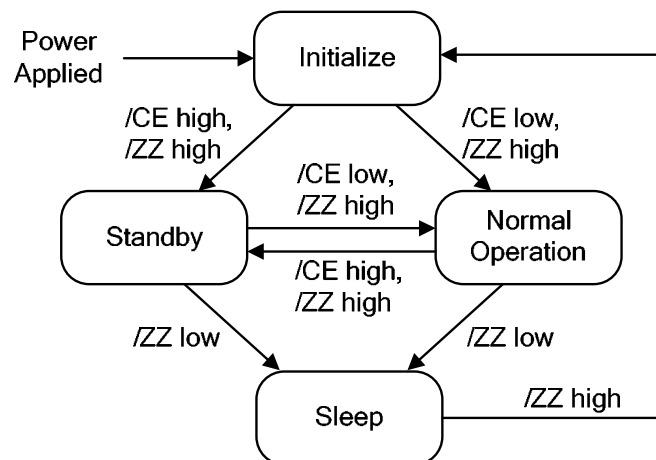 Power
Applied
Initialize
/CE high,
/ZZ high
/CE low,
/ZZ high
/CE low,
/ZZ high
Standby
Normal
Operation
/CE high,
/ZZ high
/ZZ low
/ZZ low
Sleep
/ZZ high